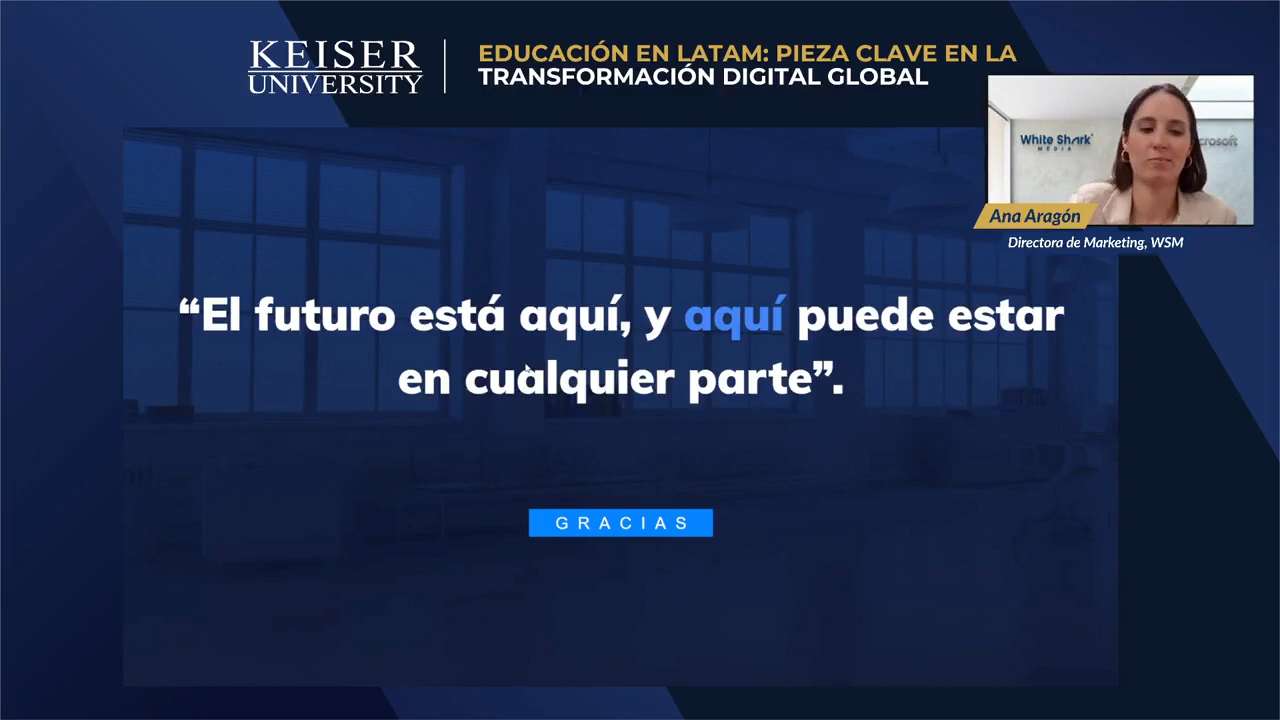 KEISER
UNIVERSITY
EDUCACIÓN EN LATAM: PIEZA CLAVE EN LA
TRANSFORMACIÓN DIGITAL GLOBAL
White Shark
MEDIA
crosoft
Ana Aragón
Directora de Marketing, WSM
“El futuro está aquí, y aquí puede estar
en cualquier parte”.
GRACIAS